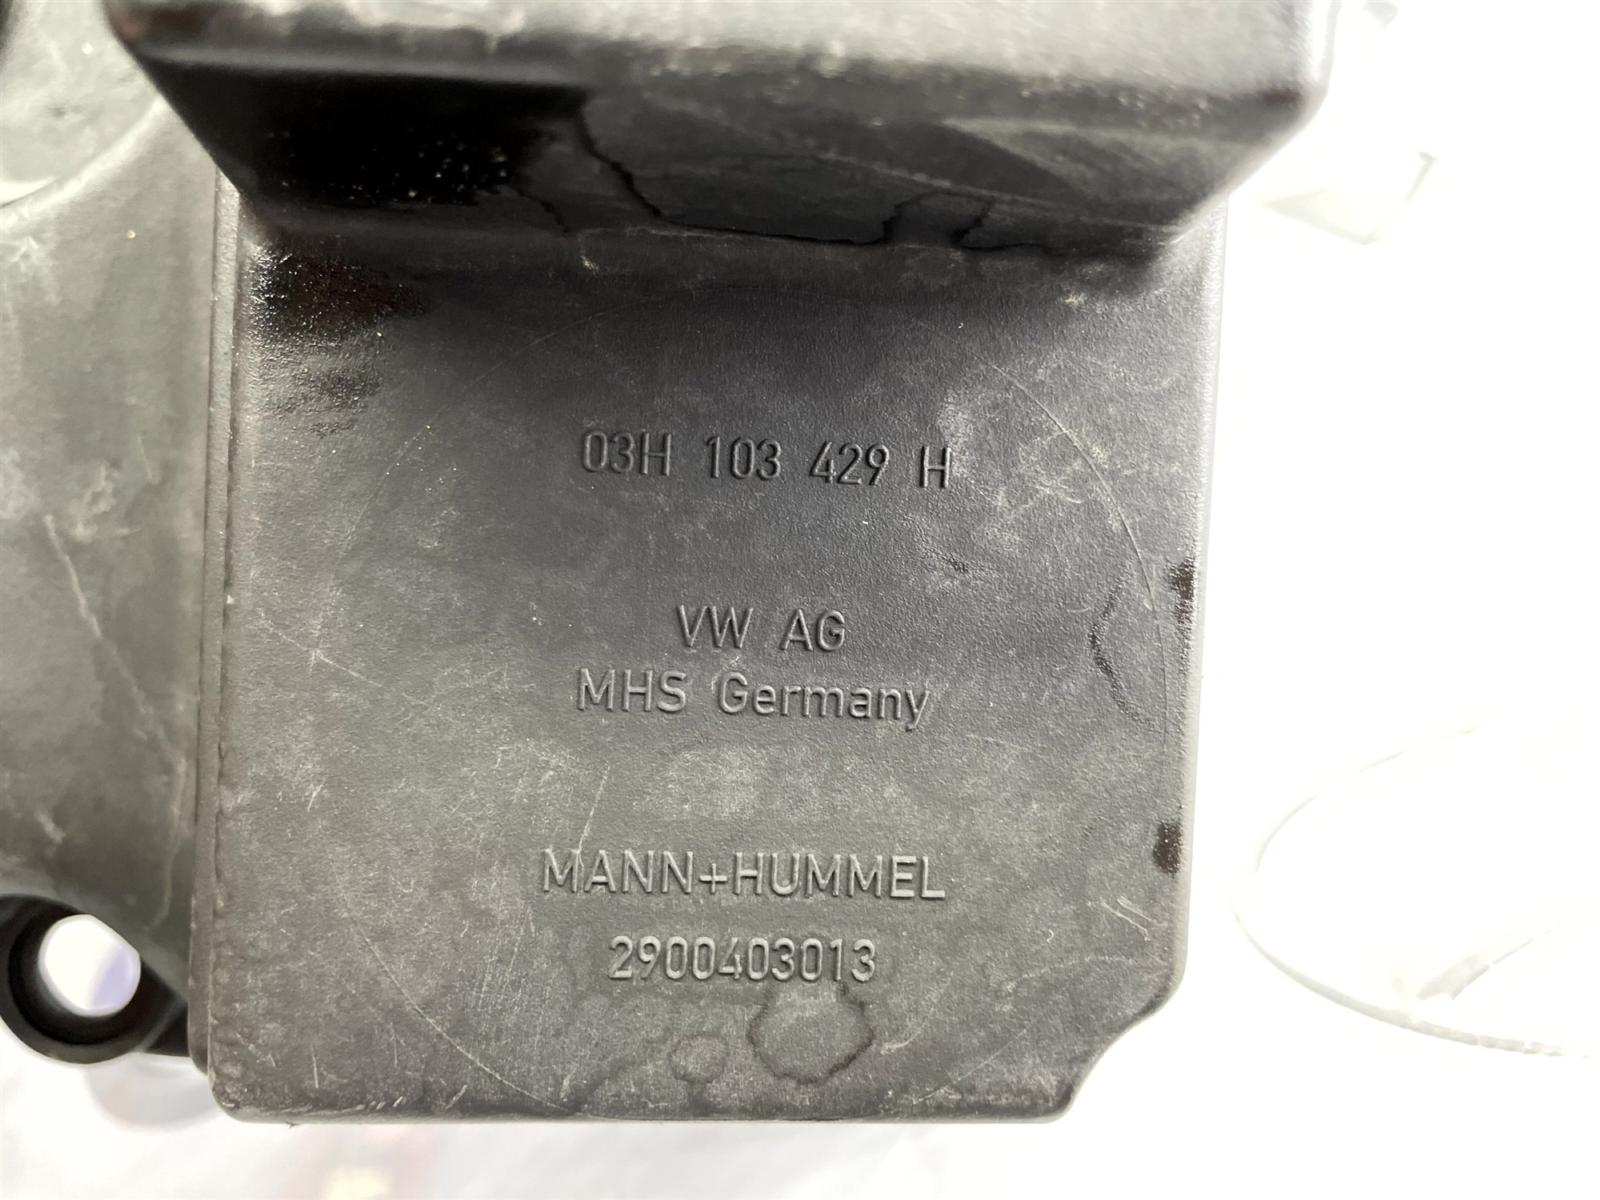 03H 103 429 H
VW AG
MHS Germany
MANN+HUMMEL
2900403013